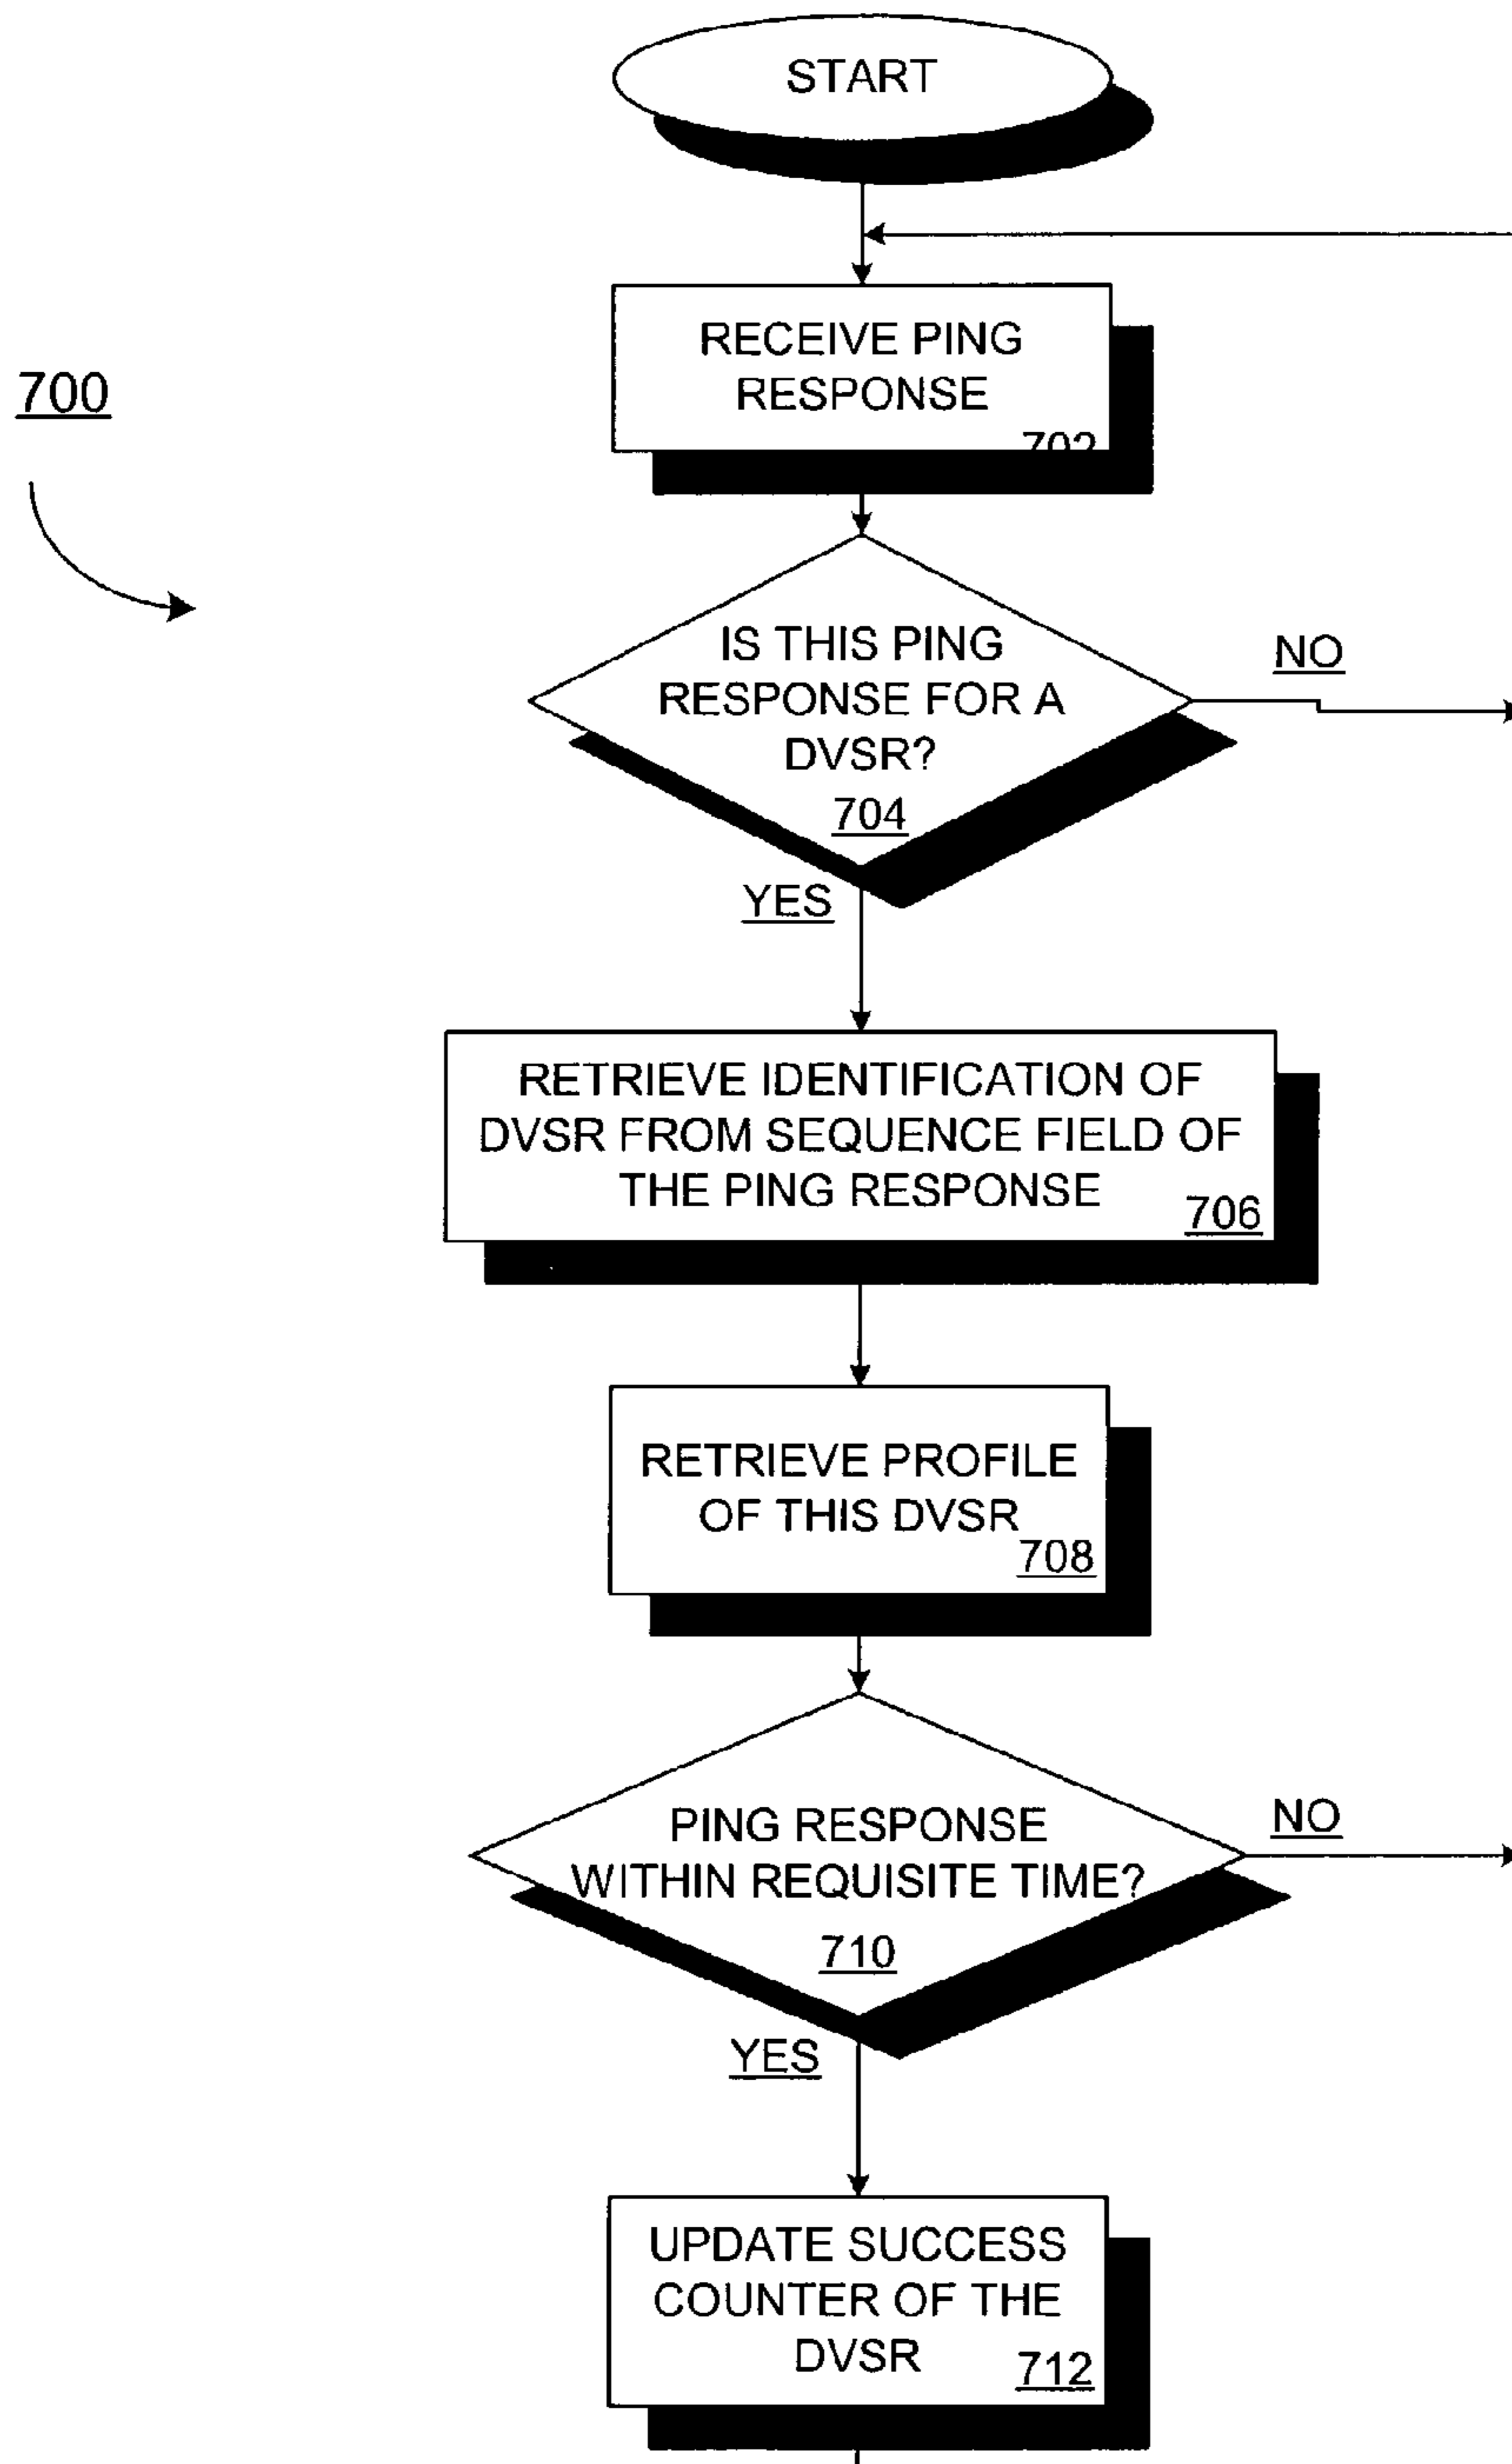 START
700
RECEIVE PING
RESPONSE
702
IS THIS PING
RESPONSE FOR A
DVSR?
704
NO
YES
RETRIEVE IDENTIFICATION OF
DVSR FROM SEQUENCE FIELD OF
THE PING RESPONSE
706
RETRIEVE PROFILE
OF THIS DVSR
708
PING RESPONSE
WITHIN REQUISITE TIME?
710
NO
YES
UPDATE SUCCESS
COUNTER OF THE
DVSR
712